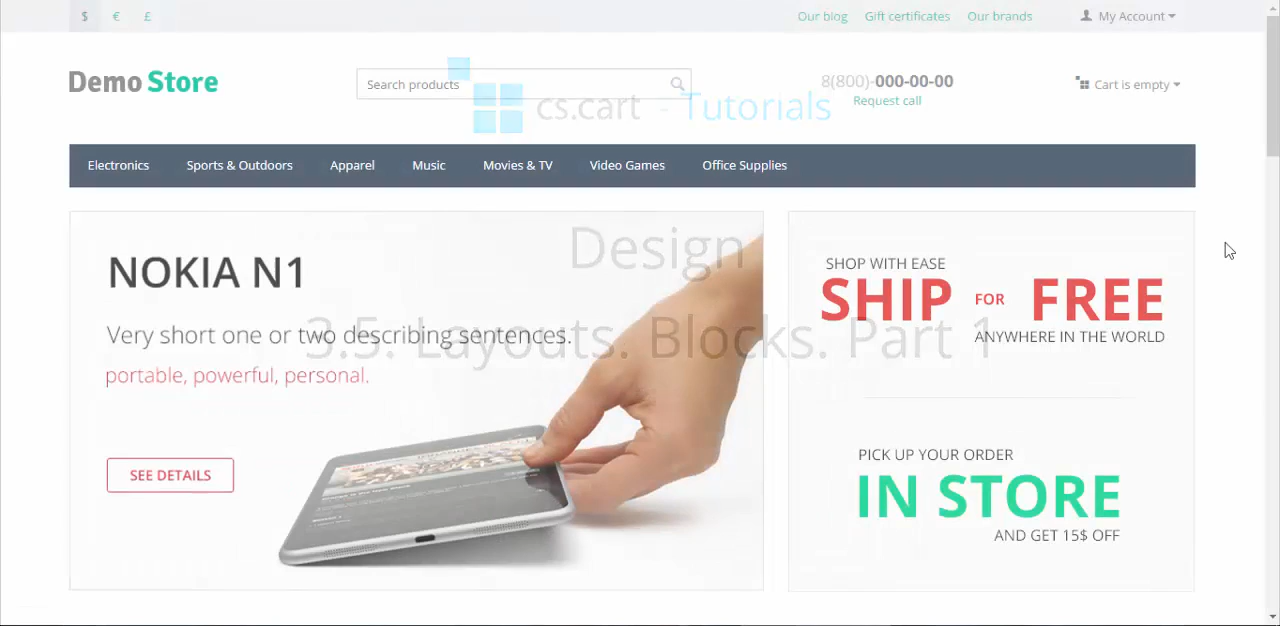 $ € £ Our blog Gift certificates Our brands My Account
Demo Store Search products 8(800)-000-00-00 Cart is empty
Request call
cs.cart - Tutorials
Electronics Sports & Outdoors Apparel Music Movies & TV Video Games Office Supplies
Design
NOKIA N1
Very short one or two describing sentences.
3.5. Layouts. Blocks. Part 1
portable, powerful, personal.
SEE DETAILS
SHOP WITH EASE
SHIP FOR FREE
ANYWHERE IN THE WORLD
PICK UP YOUR ORDER
IN STORE
AND GET 15$ OFF